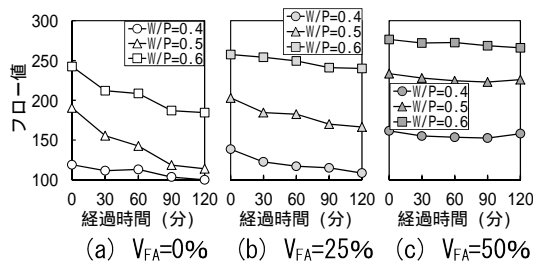 フロー値
300
250
200
150
100
W/P=0.4
W/P=0.5
W/P=0.6
0 30 60 90 120
経過時間 (分)
(a) V_FA=0%
W/P=0.4
W/P=0.5
W/P=0.6
0 30 60 90 120
経過時間 (分)
(b) V_FA=25%
W/P=0.4
W/P=0.5
W/P=0.6
0 30 60 90 120
経過時間 (分)
(c) V_FA=50%